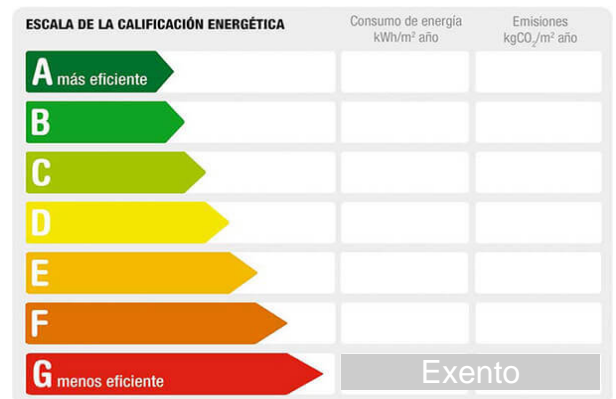 ESCALA DE LA CALIFICACIÓN ENERGÉTICA
Consumo de energía
kWh/m² año
Emisiones
kgCO₂/m² año
A más eficiente
B
C
D
E
F
G menos eficiente
Exento